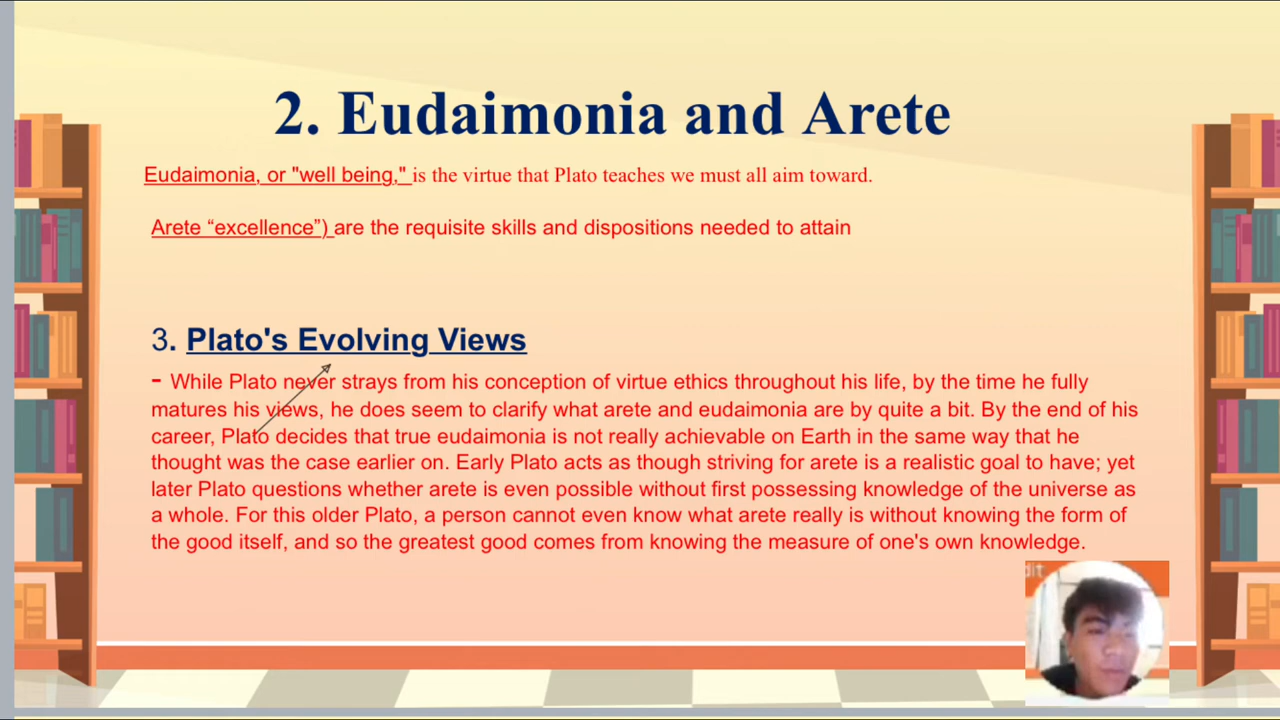 2. Eudaimonia and Arete
Eudaimonia, or "well being," is the virtue that Plato teaches we must all aim toward.
Arete “excellence”) are the requisite skills and dispositions needed to attain
3. Plato's Evolving Views
- While Plato never strays from his conception of virtue ethics throughout his life, by the time he fully
matures his views, he does seem to clarify what arete and eudaimonia are by quite a bit. By the end of his
career, Plato decides that true eudaimonia is not really achievable on Earth in the same way that he
thought was the case earlier on. Early Plato acts as though striving for arete is a realistic goal to have; yet
later Plato questions whether arete is even possible without first possessing knowledge of the universe as
a whole. For this older Plato, a person cannot even know what arete really is without knowing the form of
the good itself, and so the greatest good comes from knowing the measure of one's own knowledge.